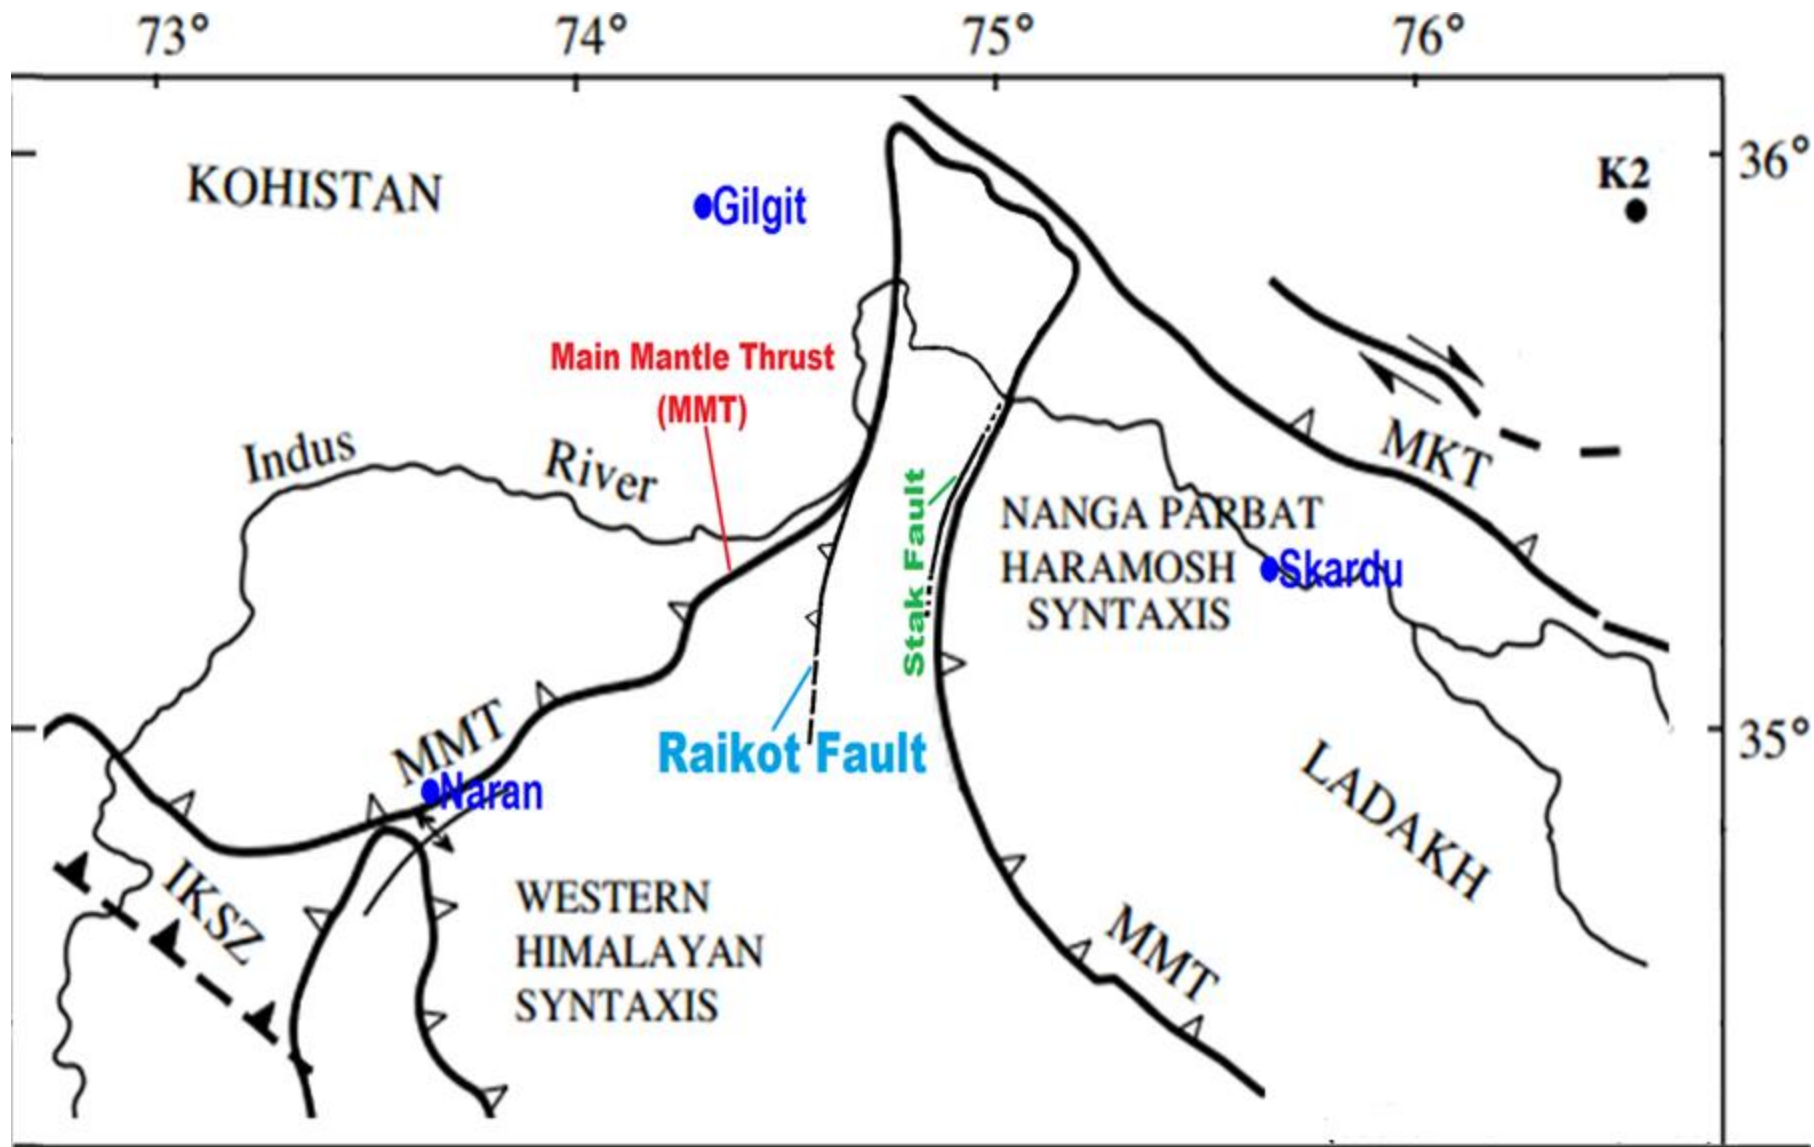 73°
74°
75°
76°
36°
K2
KOHISTAN
Gilgit
Main Mantle Thrust
(MMT)
Indus
River
MKT
Stak Fault
NANGA PARBAT
HARAMOSH
SYNTAXIS
Skardu
35°
MMT
Raikot Fault
Naran
LADAKH
IKSZ
WESTERN
HIMALAYAN
SYNTAXIS
MMT